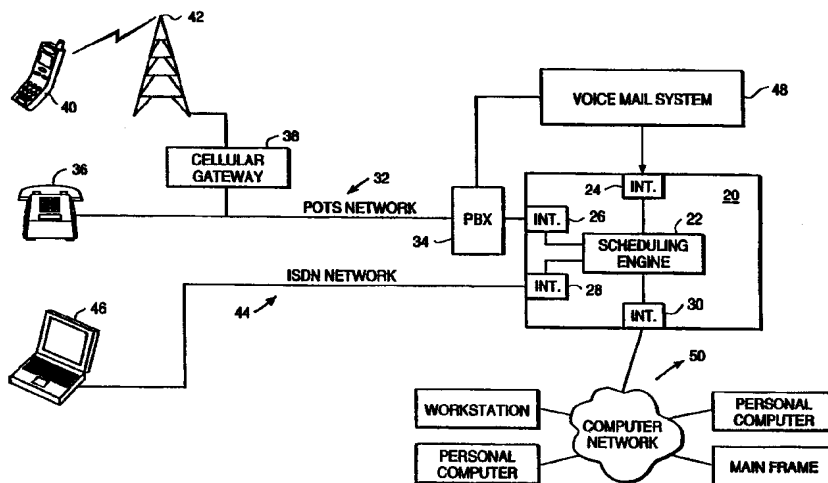 42
40
VOICE MAIL SYSTEM
48
36
CELLULAR
GATEWAY
38
32
POTS NETWORK
PBX
34
24
INT.
20
INT.
26
22
SCHEDULING
ENGINE
ISDN NETWORK
44
INT.
28
INT.
30
46
50
WORKSTATION
COMPUTER
NETWORK
PERSONAL
COMPUTER
PERSONAL
COMPUTER
MAIN FRAME